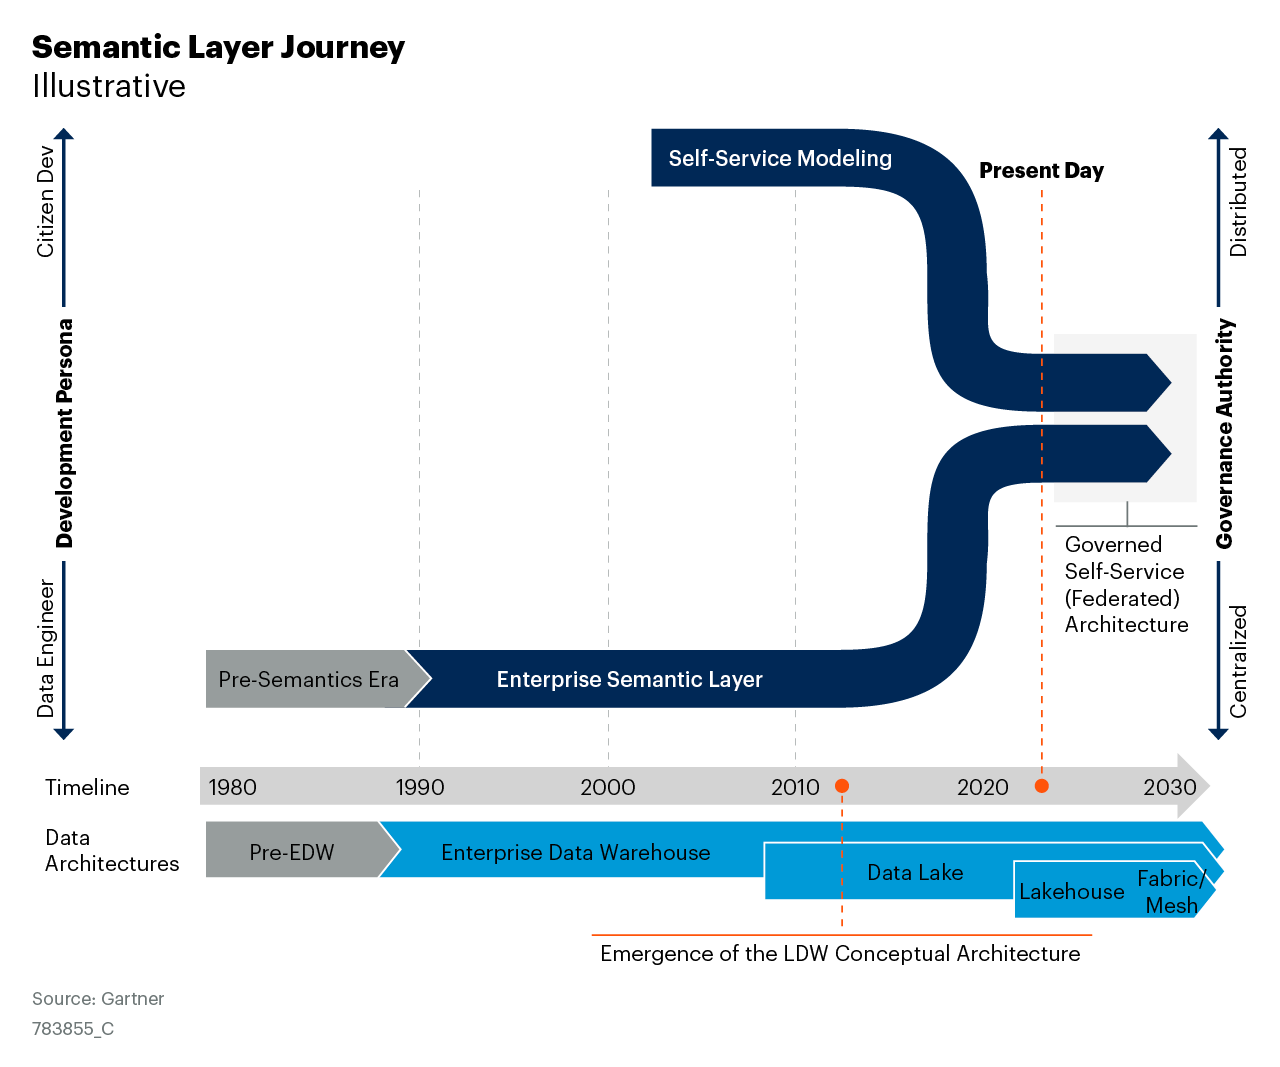 Semantic Layer Journey
Illustrative
Citizen Dev
Development Persona
Data Engineer
Self-Service Modeling
Present Day
Distributed
Governance Authority
Centralized
Governed
Self-Service
(Federated)
Architecture
Pre-Semantics Era
Enterprise Semantic Layer
Timeline
1980 1990 2000 2010 2020 2030
Data
Architectures
Pre-EDW
Enterprise Data Warehouse
Data Lake
Lakehouse
Fabric/
Mesh
Emergence of the LDW Conceptual Architecture
Source: Gartner
783855_C